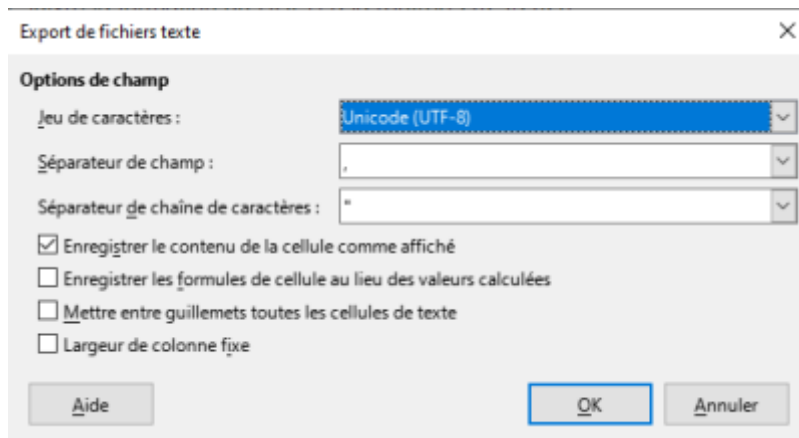 Export de fichiers texte
Options de champ
Jeu de caractères :
Unicode (UTF-8)
Séparateur de champ :
,
Séparateur de chaîne de caractères :
"
Enregistrer le contenu de la cellule comme affiché
Enregistrer les formules de cellule au lieu des valeurs calculées
Mettre entre guillemets toutes les cellules de texte
Largeur de colonne fixe
Aide
OK
Annuler